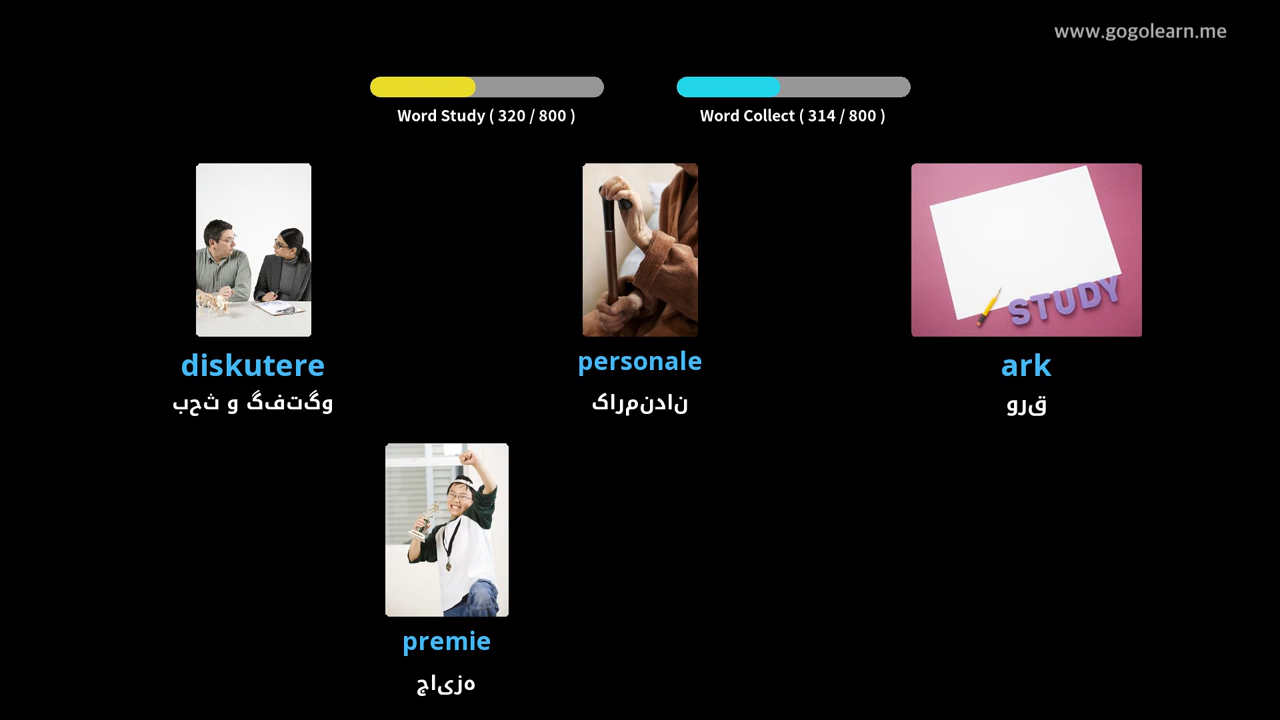 www.gogolearn.me
Word Study ( 320 / 800 )
Word Collect ( 314 / 800 )
diskutere
وگتفگ و ثحب
personale
نادنمراک
ark
قرو
STUDY
premie
هزیاج